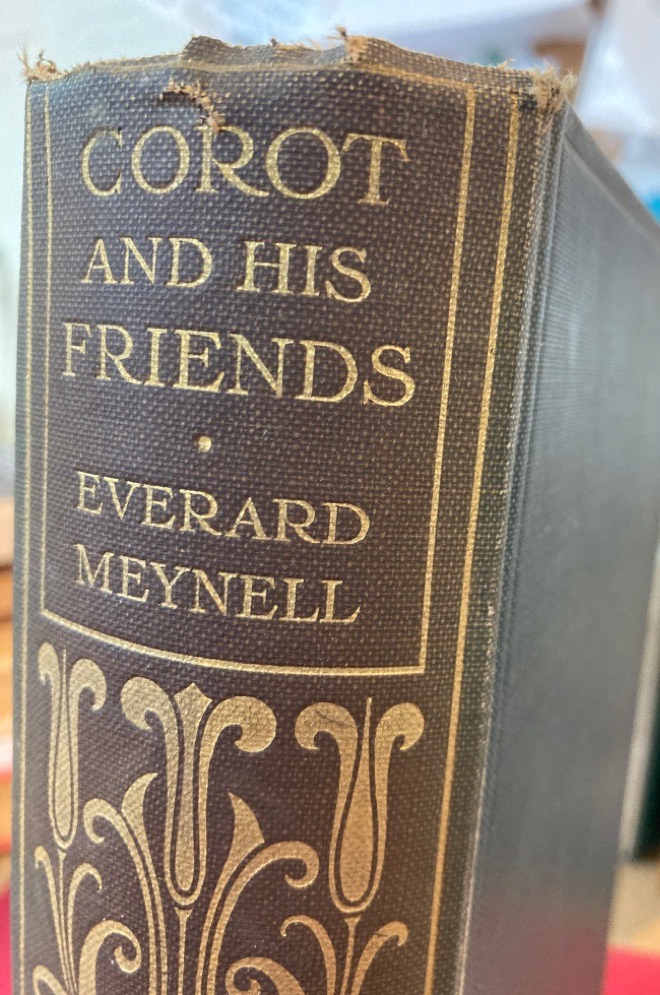 COROT
AND HIS
FRIENDS
·
EVERARD
MEYNELL